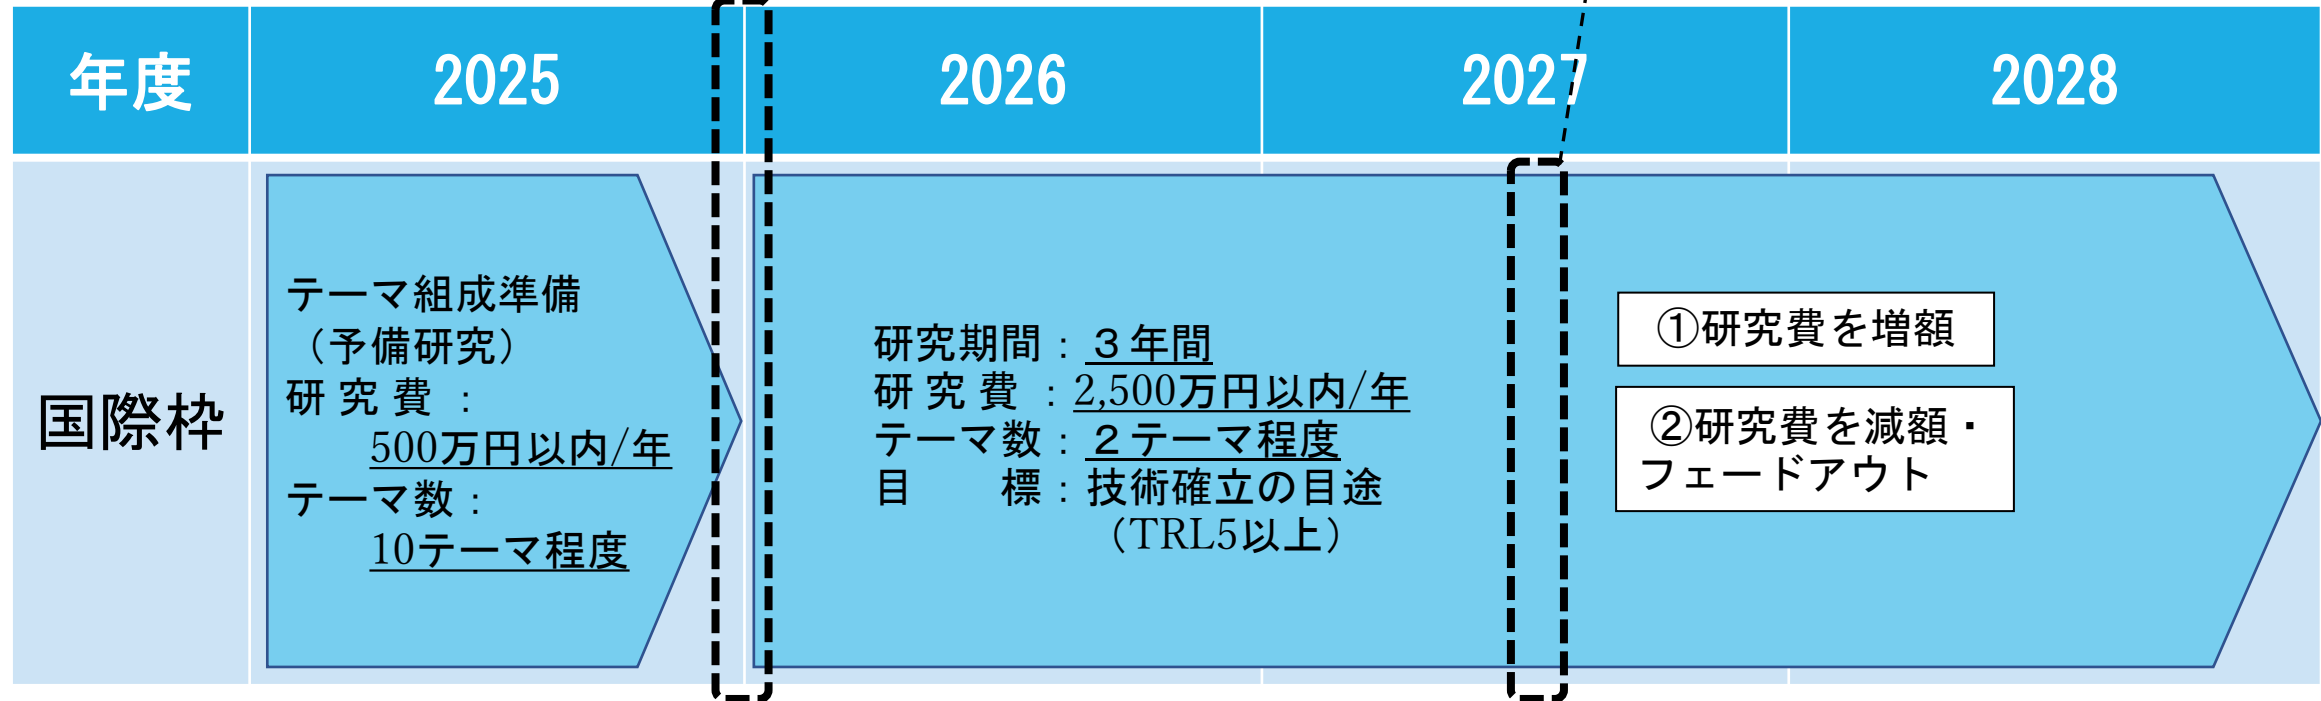 年度 2025 2026 2027 2028
国際枠
テーマ組成準備
（予備研究）
研 究 費 ：
500万円以内/年
テーマ数：
10テーマ程度
研究期間：３年間
研 究 費 ：2,500万円以内/年
テーマ数：２テーマ程度
目　　標：技術確立の目途
（TRL5以上）
①研究費を増額
②研究費を減額・
フェードアウト